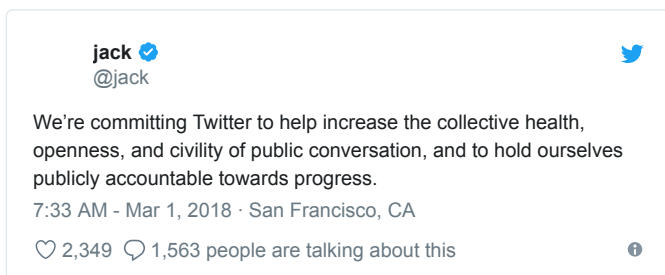 jack
@jack
We’re committing Twitter to help increase the collective health,
openness, and civility of public conversation, and to hold ourselves
publicly accountable towards progress.
7:33 AM - Mar 1, 2018 · San Francisco, CA
2,349 1,563 people are talking about this